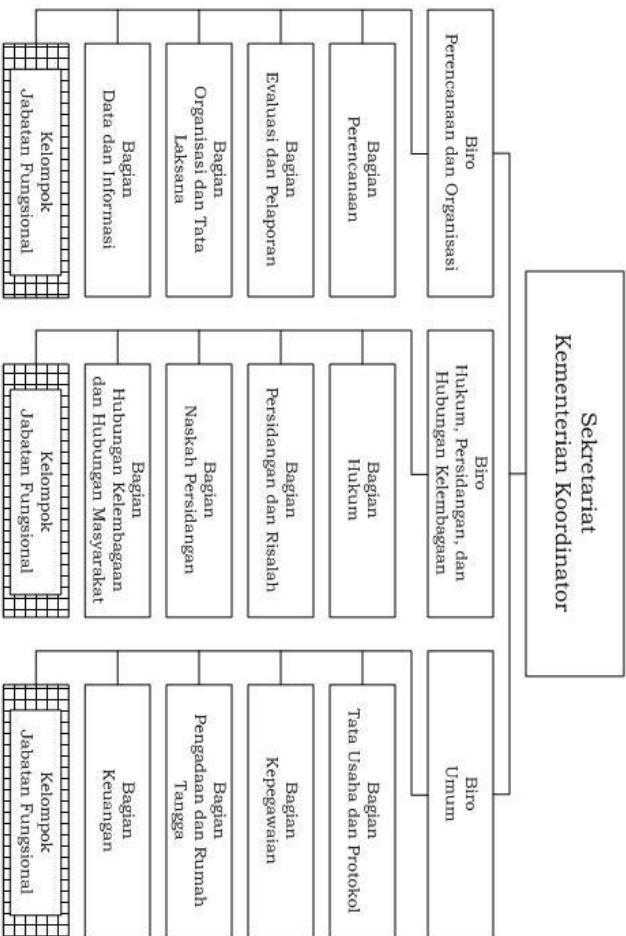 Sekretariat
Kementerian Koordinator
Biro
Perencanaan dan Organisasi
Bagian
Perencanaan
Bagian
Evaluasi dan Pelaporan
Bagian
Organisasi dan Tata
Laksana
Bagian
Data dan Informasi
Kelompok
Jabatan Fungsional
Biro
Hukum, Persidangan, dan
Hubungan Kelembagaan
Bagian
Hukum
Bagian
Persidangan dan Risalah
Bagian
Naskah Persidangan
Bagian
Hubungan Kelembagaan
dan Hubungan Masyarakat
Kelompok
Jabatan Fungsional
Biro
Umum
Bagian
Tata Usaha dan Protokol
Bagian
Kepegawaian
Bagian
Pengadaan dan Rumah
Tangga
Bagian
Keuangan
Kelompok
Jabatan Fungsional